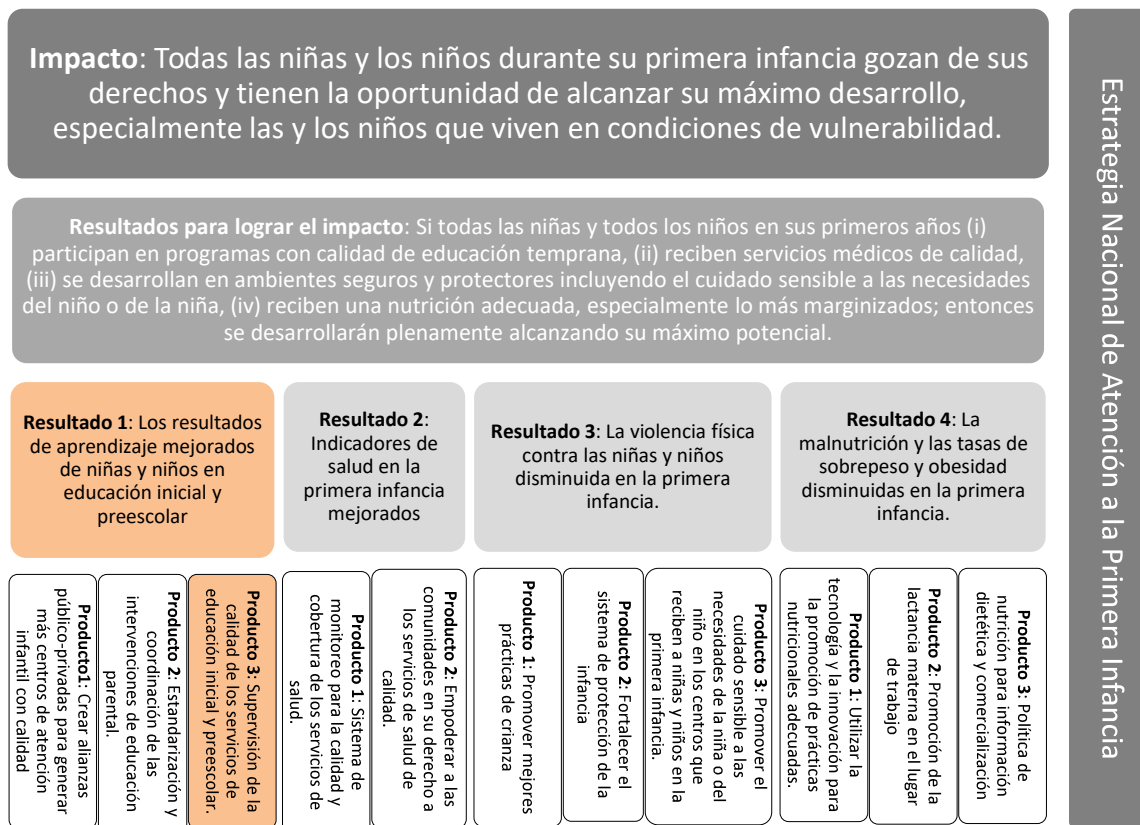 Impacto: Todas las niñas y los niños durante su primera infancia gozan de sus
derechos y tienen la oportunidad de alcanzar su máximo desarrollo,
especialmente las y los niños que viven en condiciones de vulnerabilidad.
Resultados para lograr el impacto: Si todas las niñas y todos los niños en sus primeros años (i)
participan en programas con calidad de educación temprana, (ii) reciben servicios médicos de calidad,
(iii) se desarrollan en ambientes seguros y protectores incluyendo el cuidado sensible a las necesidades
del niño o de la niña, (iv) reciben una nutrición adecuada, especialmente lo más marginizados; entonces
se desarrollarán plenamente alcanzando su máximo potencial.
Resultado 1: Los resultados
de aprendizaje mejorados
de niñas y niños en
educación inicial y
preescolar
Resultado 2:
Indicadores de
salud en la
primera infancia
mejorados
Resultado 3: La violencia física
contra las niñas y niños
disminuida en la primera
infancia.
Resultado 4: La
malnutrición y las tasas de
sobrepeso y obesidad
disminuidas en la primera
infancia.
Producto1: Crear alianzas
público-privadas para generar
más centros de atención
infantil con calidad
Producto 2: Estandarización y
coordinación de las
intervenciones de educación
parental.
Producto 3: Supervisión de la
calidad de los servicios de
educación inicial y preescolar.
Producto 1: Sistema de
monitoreo para la calidad y
cobertura de los servicios de
salud.
Producto 2: Empoderar a las
comunidades en su derecho a
los servicios de salud de
calidad.
Producto 1: Promover mejores
prácticas de crianza
Producto 2: Fortalecer el
sistema de protección de la
infancia
Producto 3: Promover el
cuidado sensible a las
necesidades de la niña o del
niño en los centros que
reciben a niñas y niños en la
primera infancia.
Producto 1: Utilizar la
tecnología y la innovación para
la promoción de prácticas
nutricionales adecuadas.
Producto 2: Promoción de la
lactancia materna en el lugar
de trabajo
Producto 3: Política de
nutrición para información
dietética y comercialización
Estrategia Nacional de Atención a la Primera Infancia